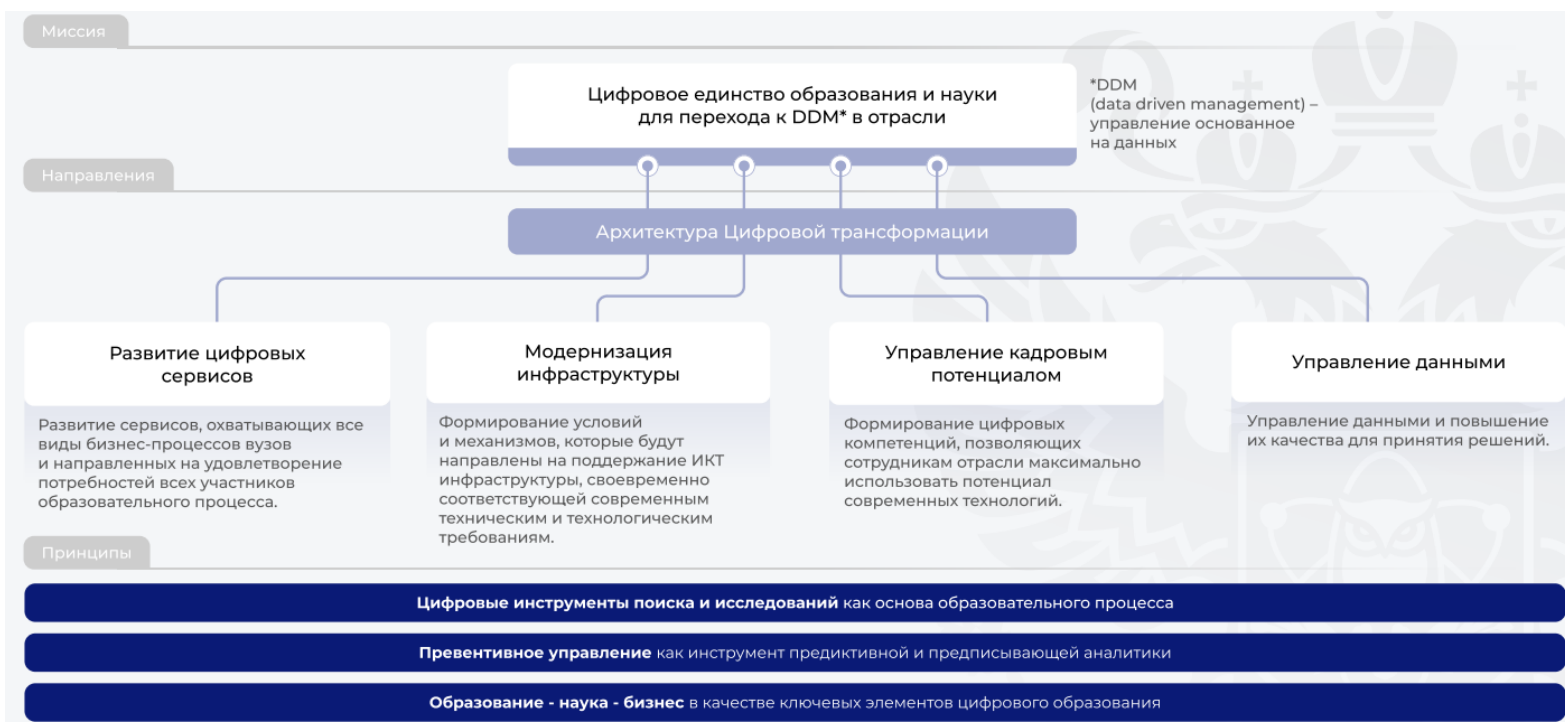 Миссия
Цифровое единство образования и науки
для перехода к DDM* в отрасли
*DDM
(data driven management) –
управление основанное
на данных
Направления
Архитектура Цифровой трансформации
Развитие цифровых
сервисов
Развитие сервисов, охватывающих все
виды бизнес-процессов вузов
и направленных на удовлетворение
потребностей всех участников
образовательного процесса.
Модернизация
инфраструктуры
Формирование условий
и механизмов, которые будут
направлены на поддержание ИКТ
инфраструктуры, своевременно
соответствующей современным
техническим и технологическим
требованиям.
Управление кадровым
потенциалом
Формирование цифровых
компетенций, позволяющих
сотрудникам отрасли максимально
использовать потенциал
современных технологий.
Управление данными
Управление данными и повышение
их качества для принятия решений.
Принципы
Цифровые инструменты поиска и исследований как основа образовательного процесса
Превентивное управление как инструмент предиктивной и предписывающей аналитики
Образование - наука - бизнес в качестве ключевых элементов цифрового образования